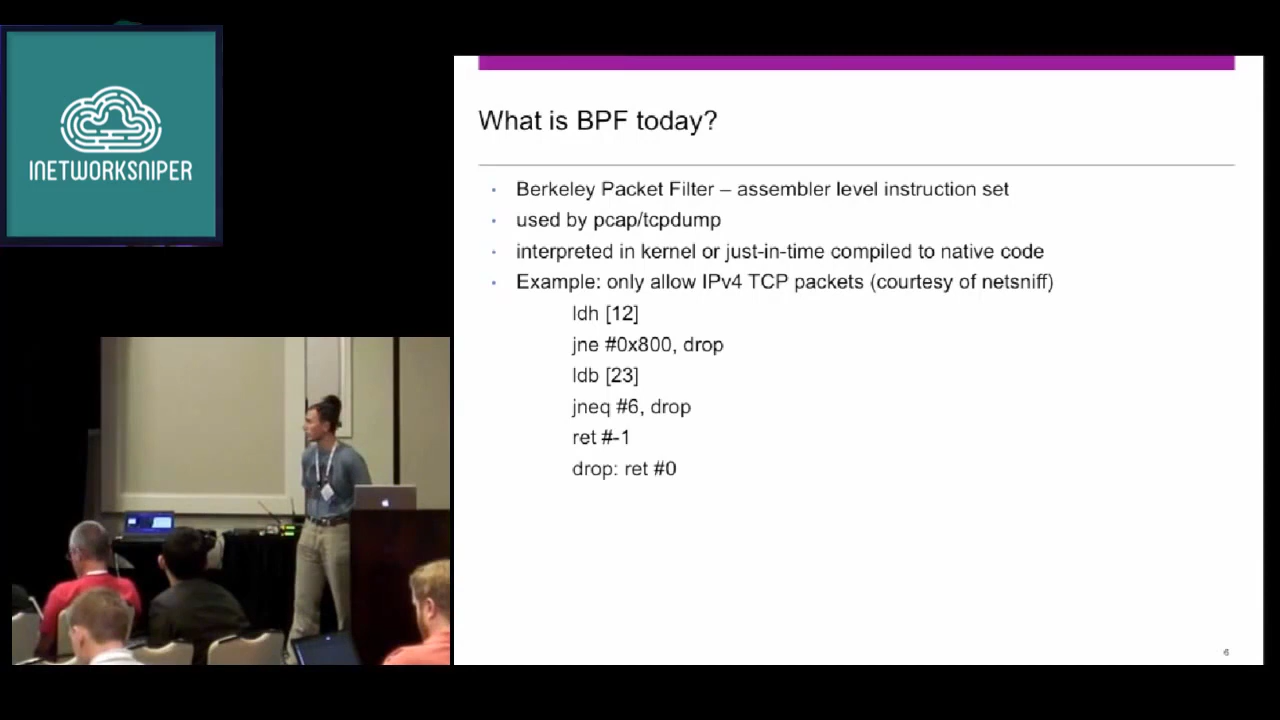 INETWORKSNIPER
What is BPF today?
• Berkeley Packet Filter – assembler level instruction set
• used by pcap/tcpdump
• interpreted in kernel or just-in-time compiled to native code
• Example: only allow IPv4 TCP packets (courtesy of netsniff)
ldh [12]
jne #0x800, drop
ldb [23]
jneq #6, drop
ret #-1
drop: ret #0
6